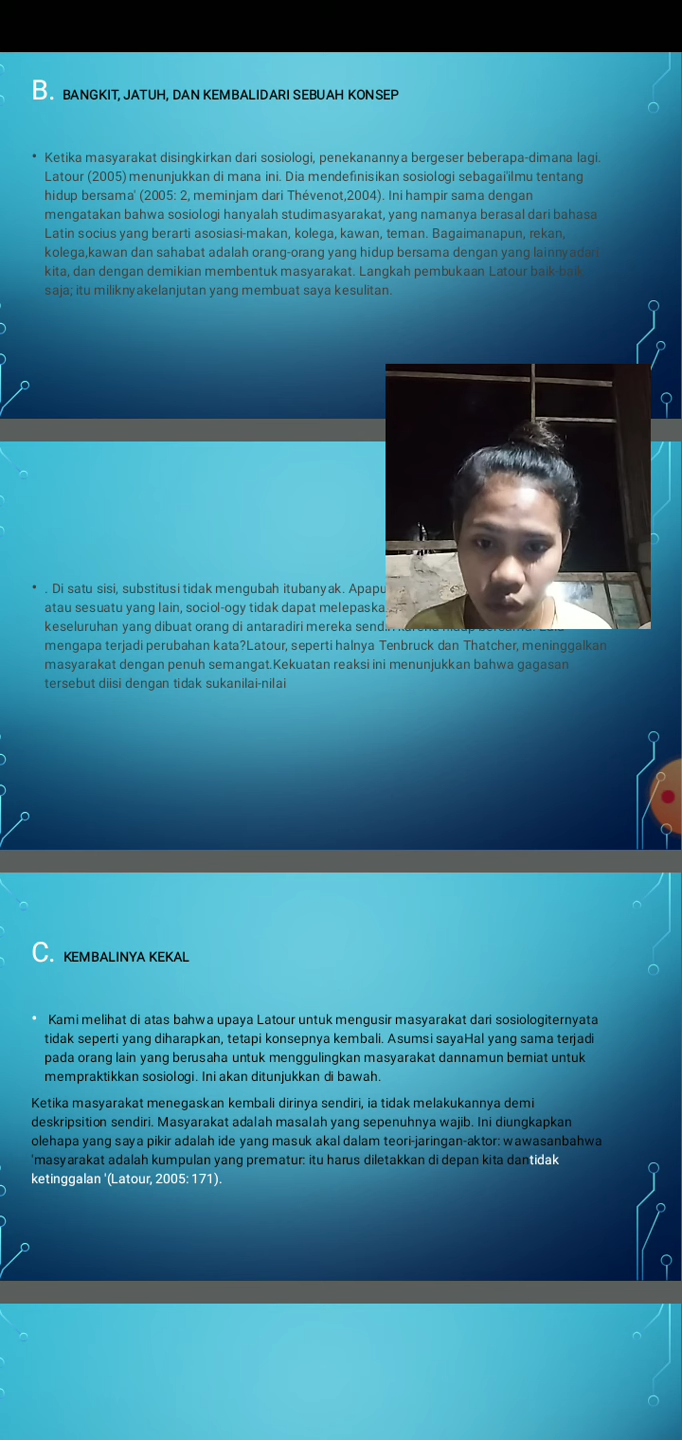 B. BANGKIT, JATUH, DAN KEMBALIDARI SEBUAH KONSEP
• Ketika masyarakat disingkirkan dari sosiologi, penekanannya bergeser beberapa-dimana lagi.
Latour (2005) menunjukkan di mana ini. Dia mendefinisikan sosiologi sebagai'ilmu tentang
hidup bersama' (2005: 2, meminjam dari Thévenot,2004). Ini hampir sama dengan
mengatakan bahwa sosiologi hanyalah studimasyarakat, yang namanya berasal dari bahasa
Latin socius yang berarti asosiasi-makan, kolega, kawan, teman. Bagaimanapun, rekan,
kolega,kawan dan sahabat adalah orang-orang yang hidup bersama dengan yang lainnyadari
kita, dan dengan demikian membentuk masyarakat. Langkah pembukaan Latour baik-baik
saja; itu miliknyakelanjutan yang membuat saya kesulitan.
• . Di satu sisi, substitusi tidak mengubah itubanyak.
atau sesuatu yang lain, sociol-ogy tidak dapat
keseluruhan yang dibuat orang di antaradiri mereka
mengapa terjadi perubahan kata?Latour, seperti halnya Tenbruck dan Thatcher, meninggalkan
masyarakat dengan penuh semangat.Kekuatan reaksi ini menunjukkan bahwa gagasan
tersebut diisi dengan tidak sukanilai-nilai
C. KEMBALINYA KEKAL
• Kami melihat di atas bahwa upaya Latour untuk mengusir masyarakat dari sosiologiternyata
tidak seperti yang diharapkan, tetapi konsepnya kembali. Asumsi sayaHal yang sama terjadi
pada orang lain yang berusaha untuk menggulingkan masyarakat dannamun berniat untuk
mempraktikkan sosiologi. Ini akan ditunjukkan di bawah.
Ketika masyarakat menegaskan kembali dirinya sendiri, ia tidak melakukannya demi
deskripsition sendiri. Masyarakat adalah masalah yang sepenuhnya wajib. Ini diungkapkan
olehapa yang saya pikir adalah ide yang masuk akal dalam teori-jaringan-aktor: wawasanbahwa
'masyarakat adalah kumpulan yang prematur: itu harus diletakkan di depan kita dantidak
ketinggalan '(Latour, 2005: 171).